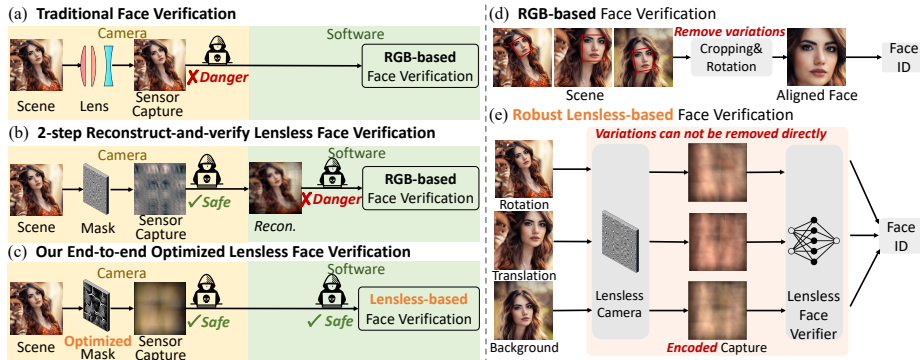 (a) Traditional Face Verification
Camera
Software
Danger
RGB-based
Face Verification
Scene
Lens
Sensor
Capture
(b) 2-step Reconstruct-and-verify Lensless Face Verification
Camera
Software
Safe
Danger
RGB-based
Face Verification
Scene
Mask
Sensor
Capture
Recon.
(c) Our End-to-end Optimized Lensless Face Verification
Camera
Software
Safe
Safe
Lensless-based
Face Verification
Scene
Optimized
Mask
Sensor
Capture
(d) RGB-based Face Verification
Remove variations
Cropping&
Rotation
Face
ID
Scene
Aligned Face
(e) Robust Lensless-based Face Verification
Variations can not be removed directly
Rotation
Translation
Background
Lensless
Camera
Encoded Capture
Lensless
Face
Verifier
Face
ID